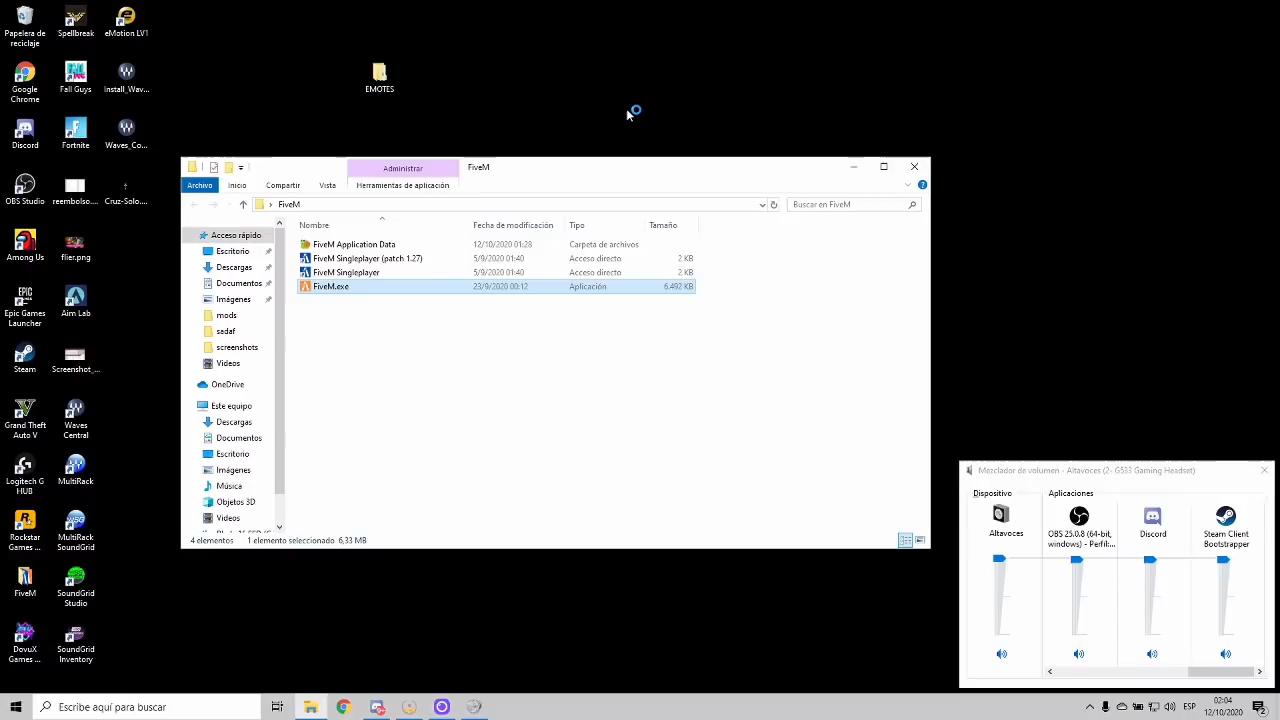 Papelera de
reciclaje
Spellbreak
eMotion LV1
Google
Chrome
Fall Guys
Install_Wav...
Discord
Fortnite
Waves_Co...
OBS Studio
reembolso....
Cruz-Solo....
Among Us
flier.png
Epic Games
Launcher
Aim Lab
Steam
Screenshot_...
Grand Theft
Auto V
Waves
Central
Logitech G
HUB
MultiRack
Rockstar
Games ...
MultiRack
SoundGrid
FiveM
SoundGrid
Studio
DovuX
Games ...
SoundGrid
Inventory
EMOTES
Administrar
FiveM
Archivo
Inicio
Compartir
Vista
Herramientas de aplicación
FiveM
Buscar en FiveM
Acceso rápido
Escritorio
Descargas
Documentos
Imágenes
mods
sadaf
screenshots
Videos
OneDrive
Este equipo
Descargas
Documentos
Escritorio
Imágenes
Música
Objetos 3D
Videos
Nombre Fecha de modificación Tipo Tamaño
FiveM Application Data 12/10/2020 01:28 Carpeta de archivos
FiveM Singleplayer (patch 1.27) 5/9/2020 01:40 Acceso directo 2 KB
FiveM Singleplayer 5/9/2020 01:40 Acceso directo 2 KB
FiveM.exe 23/9/2020 00:12 Aplicación 6.492 KB
4 elementos 1 elemento seleccionado 6,33 MB
Mezclador de volumen - Altavoces (2- G533 Gaming Headset)
Dispositivo
Aplicaciones
Altavoces
OBS 25.0.8 (64-bit,
windows) - Perfil:...
Discord
Steam Client
Bootstrapper
Escribe aquí para buscar
ESP
02:04
12/10/2020
2